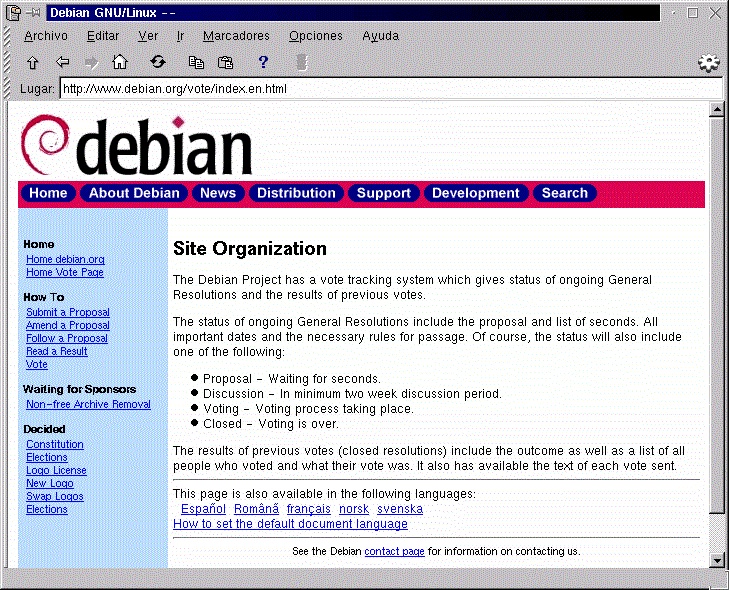 Debian GNU/Linux --
Archivo Editar Ver Ir Marcadores Opciones Ayuda
?
Lugar: http://www.debian.org/vote/index.en.html
debian
Home About Debian News Distribution Support Development Search
Home
Home debian.org
Home Vote Page
How To
Submit a Proposal
Amend a Proposal
Follow a Proposal
Read a Result
Vote
Waiting for Sponsors
Non-free Archive Removal
Decided
Constitution
Elections
Logo License
New Logo
Swap Logos
Elections
Site Organization
The Debian Project has a vote tracking system which gives status of ongoing General
Resolutions and the results of previous votes.
The status of ongoing General Resolutions include the proposal and list of seconds. All
important dates and the necessary rules for passage. Of course, the status will also include
one of the following:
● Proposal - Waiting for seconds.
● Discussion - In minimum two week discussion period.
● Voting - Voting process taking place.
● Closed - Voting is over.
The results of previous votes (closed resolutions) include the outcome as well as a list of all
people who voted and what their vote was. It also has available the text of each vote sent.
This page is also available in the following languages:
Español Română français norsk svenska
How to set the default document language
See the Debian contact page for information on contacting us.